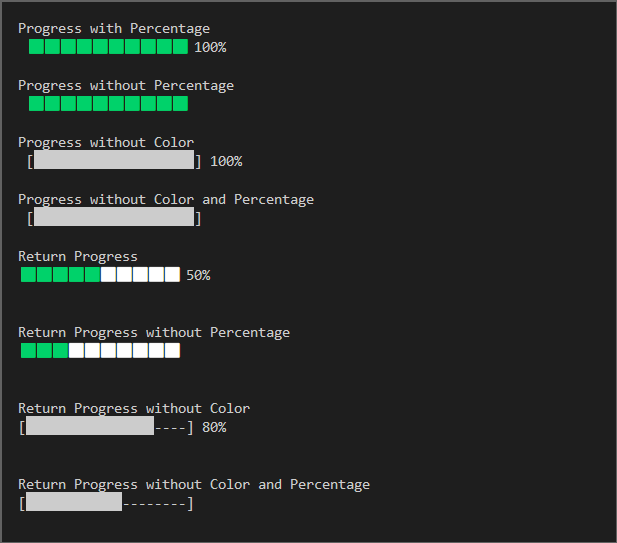 Progress with Percentage
🟩🟩🟩🟩🟩🟩🟩🟩🟩🟩 100%
Progress without Percentage
🟩🟩🟩🟩🟩🟩🟩🟩🟩🟩
Progress without Color
[████████████████████] 100%
Progress without Color and Percentage
[████████████████████]
Return Progress
🟩🟩🟩🟩🟩⬜⬜⬜⬜⬜ 50%
Return Progress without Percentage
🟩🟩🟩⬜⬜⬜⬜⬜⬜⬜
Return Progress without Color
[████████████████----] 80%
Return Progress without Color and Percentage
[████████████--------]